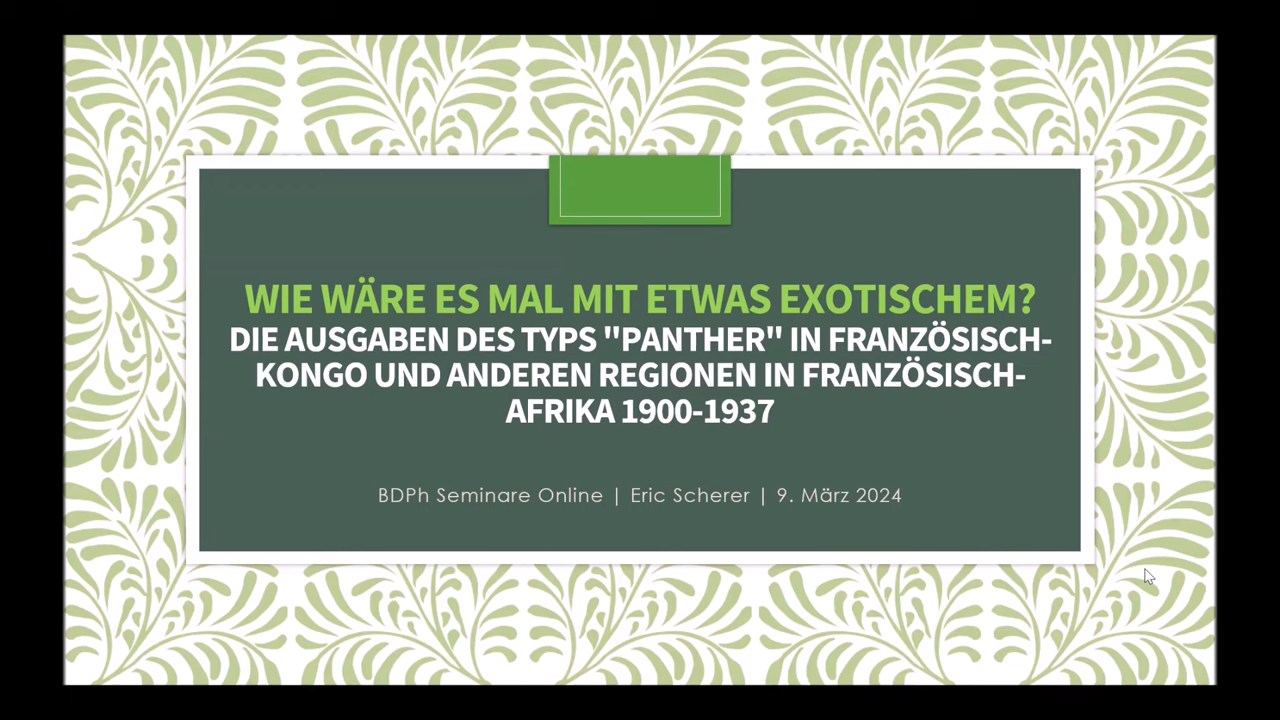 WIE WÄRE ES MAL MIT ETWAS EXOTISCHEM?
DIE AUSGABEN DES TYPS "PANTHER" IN FRANZÖSISCH-
KONGO UND ANDEREN REGIONEN IN FRANZÖSISCH-
AFRIKA 1900-1937
BDPh Seminare Online | Eric Scherer | 9. März 2024